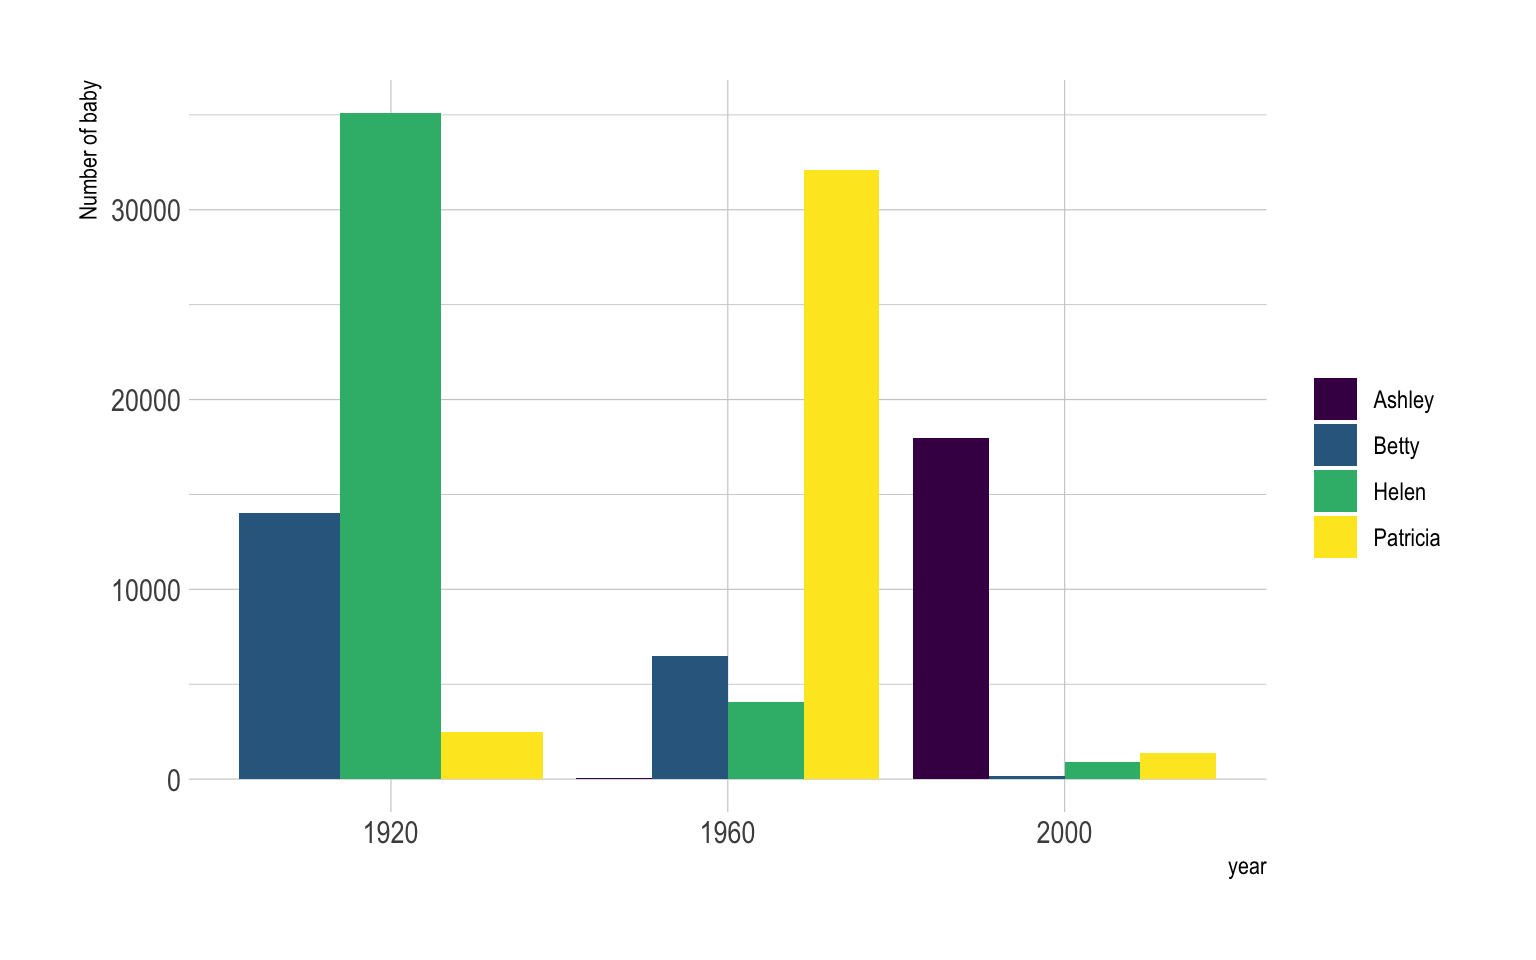 Number of baby
30000
20000
10000
0
1920
1960
2000
year
Ashley
Betty
Helen
Patricia